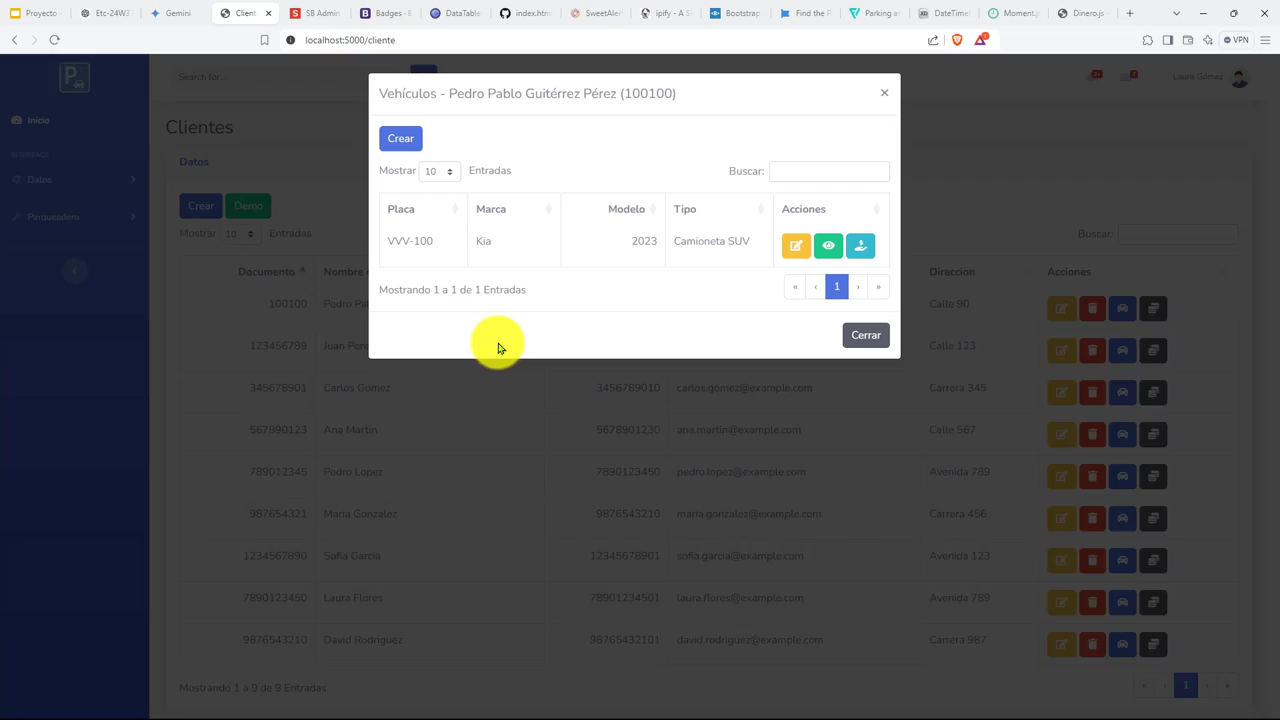 Proyecto -
Etc-24W3
Gemini
Client
SB Admin
Badges - B
DataTable
index.htm
SweetAler
ipify - A S
Bootstrap
Find the P
Parking a
DateTime
Moment.j
Dinero.js -
localhost:5000/cliente
VPN
P
Search for...
3+
7
Laura Gómez
Inicio
INTERFACE
Datos
Parqueadero
Clientes
Datos
Crear
Demo
Mostrar 10 Entradas
Buscar:
Vehículos - Pedro Pablo Guitérrez Pérez (100100)
×
Crear
Mostrar 10 Entradas
Buscar:
Placa Marca Modelo Tipo Acciones
VVV-100 Kia 2023 Camioneta SUV
Mostrando 1 a 1 de 1 Entradas
« ‹ 1 › »
Cerrar
Documento Nombre Direccion Acciones
100100 Pedro Calle 90
123456789 Juan Calle 123
345678901 Carlos Gomez 3456789010 carlos.gomez@example.com Carrera 345
567890123 Ana Martin 5678901230 ana.martin@example.com Calle 567
789012345 Pedro Lopez 7890123450 pedro.lopez@example.com Avenida 789
987654321 Maria Gonzalez 9876543210 maria.gonzalez@example.com Carrera 456
1234567890 Sofia Garcia 12345678901 sofia.garcia@example.com Avenida 123
7890123450 Laura Flores 78901234501 laura.flores@example.com Avenida 789
9876543210 David Rodriguez 98765432101 david.rodriguez@example.com Carrera 987
Mostrando 1 a 9 de 9 Entradas
« ‹ 1 › »